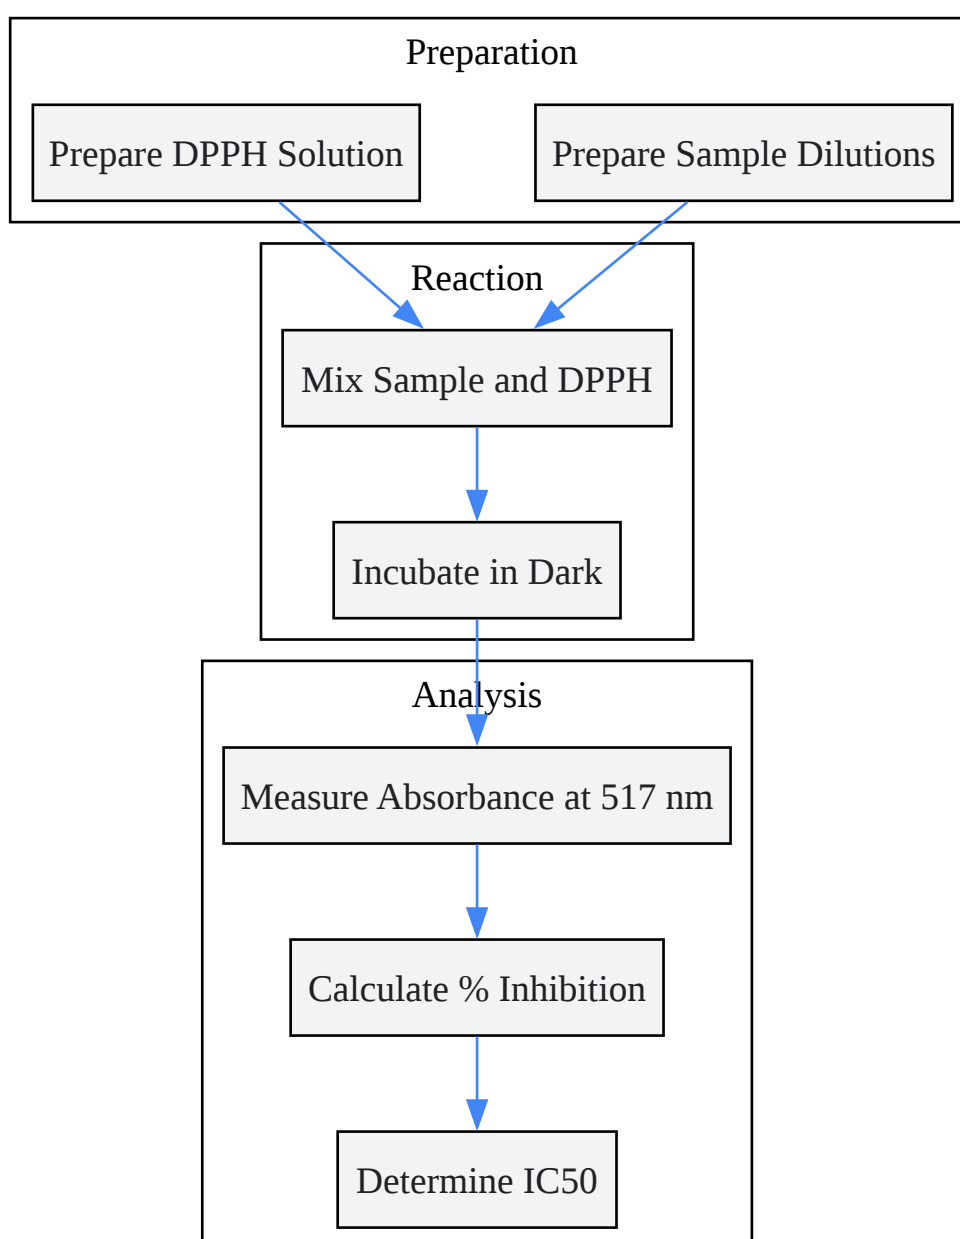 Preparation
Prepare DPPH Solution
Prepare Sample Dilutions
Reaction
Mix Sample and DPPH
Incubate in Dark
Analysis
Measure Absorbance at 517 nm
Calculate % Inhibition
Determine IC50